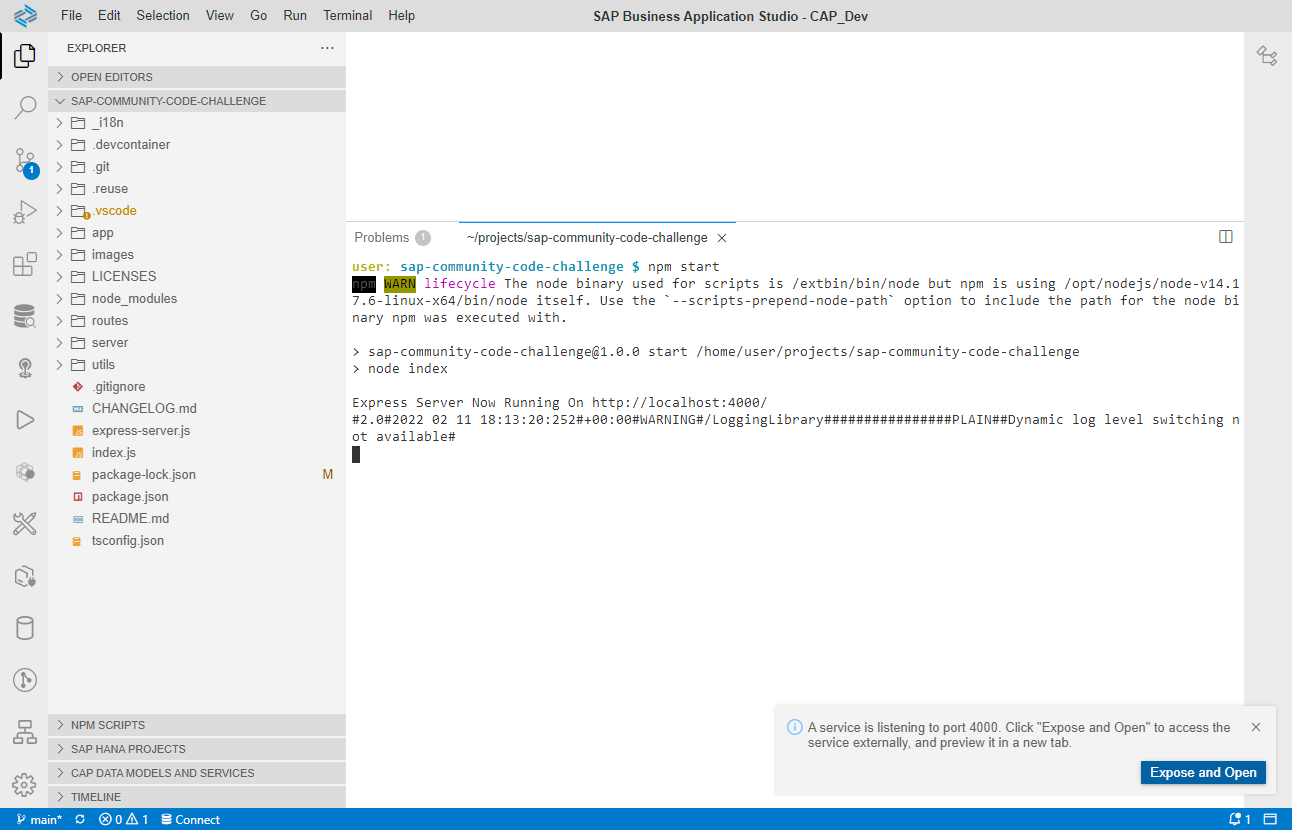 File Edit Selection View Go Run Terminal Help
SAP Business Application Studio - CAP_Dev
EXPLORER
OPEN EDITORS
SAP-COMMUNITY-CODE-CHALLENGE
_i18n
.devcontainer
.git
.reuse
.vscode
app
images
LICENSES
node_modules
routes
server
utils
.gitignore
CHANGELOG.md
express-server.js
index.js
package-lock.json M
package.json
README.md
tsconfig.json
NPM SCRIPTS
SAP HANA PROJECTS
CAP DATA MODELS AND SERVICES
TIMELINE
1
Problems 1
~/projects/sap-community-code-challenge
user: sap-community-code-challenge $ npm start
npm WARN lifecycle The node binary used for scripts is /extbin/bin/node but npm is using /opt/nodejs/node-v14.1
7.6-linux-x64/bin/node itself. Use the `--scripts-prepend-node-path` option to include the path for the node bi
nary npm was executed with.
> sap-community-code-challenge@1.0.0 start /home/user/projects/sap-community-code-challenge
> node index
Express Server Now Running On http://localhost:4000/
#2.0#2022 02 11 18:13:20:252#+00:00#WARNING#/LoggingLibrary################PLAIN##Dynamic log level switching n
ot available#
A service is listening to port 4000. Click "Expose and Open" to access the
service externally, and preview it in a new tab.
Expose and Open
main* 0 1 Connect
1